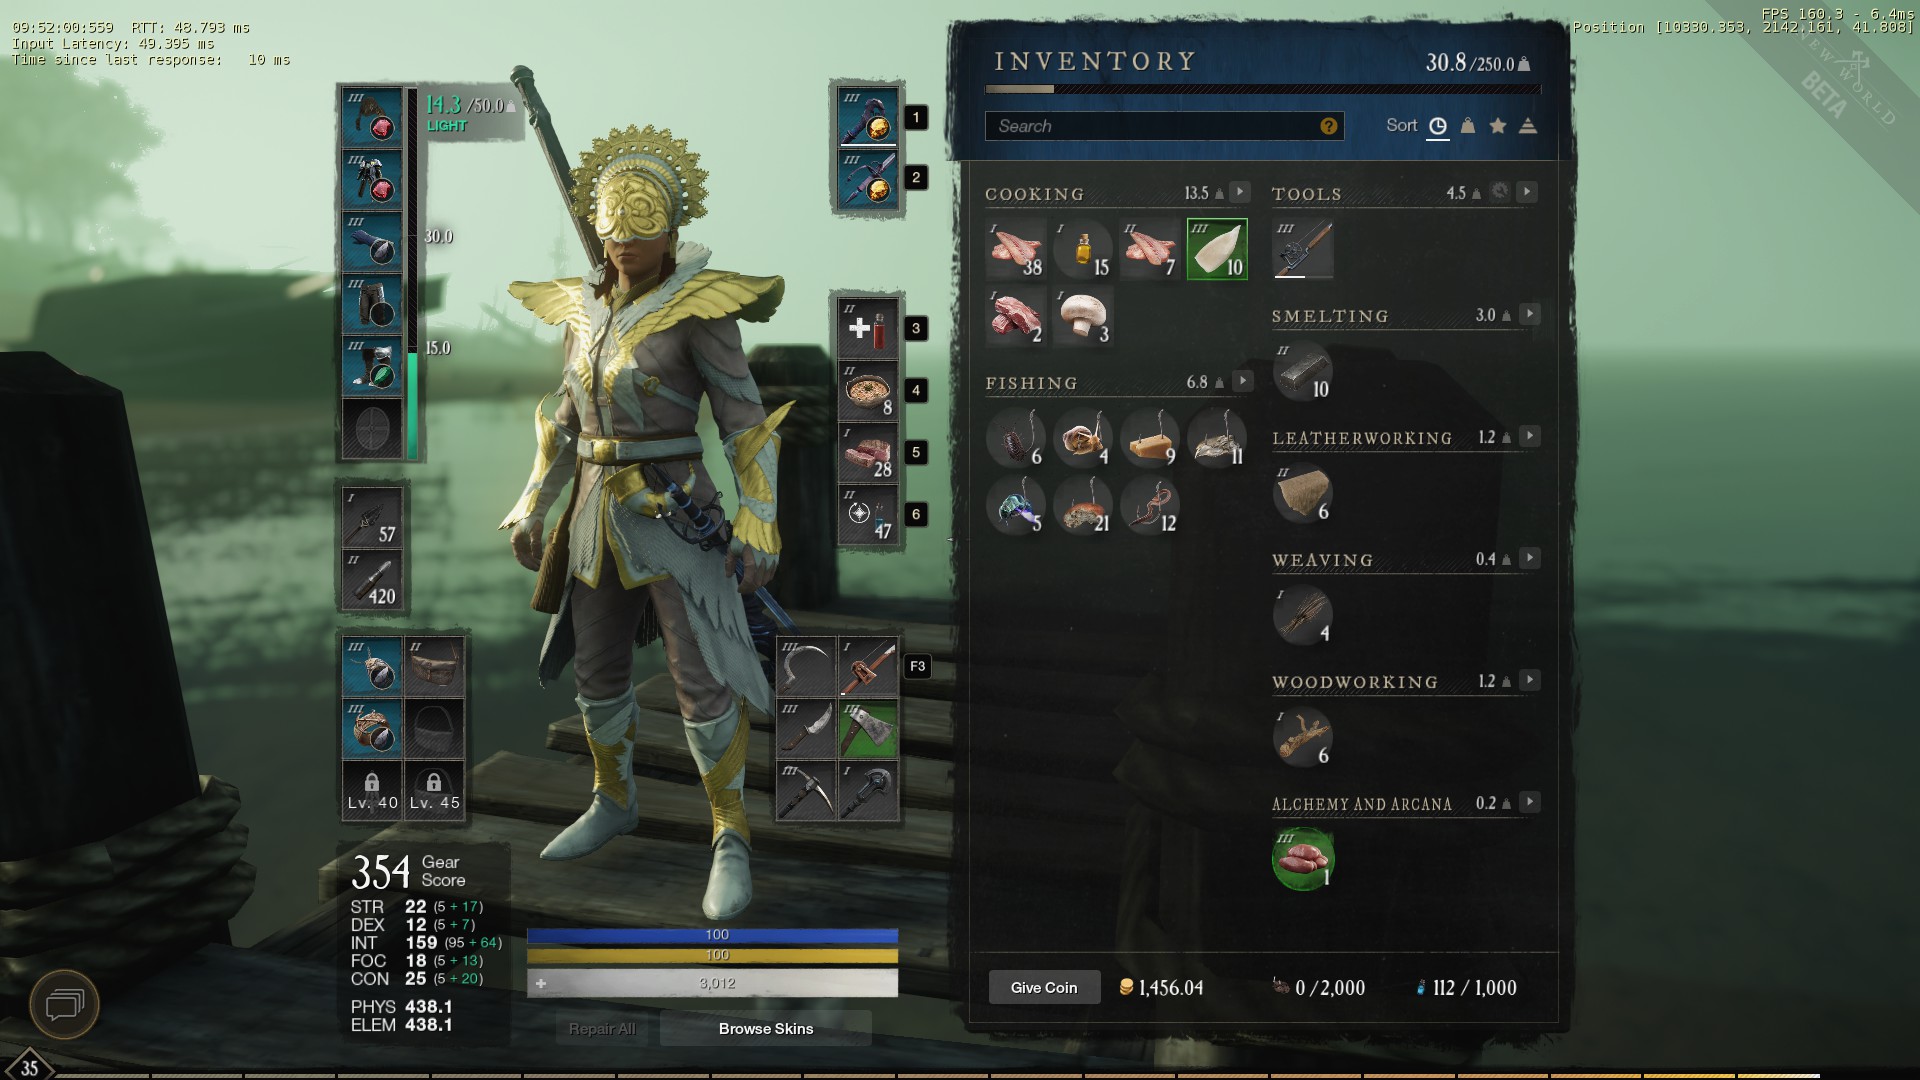 09:52:00:559 RTT: 48.793 ms
Input Latency: 49.395 ms
Time since last response: 10 ms
FPS 160.3 - 6.4ms
Position [10330.353, 2142.161, 41.808]
NEW WORLD
BETA
III
14.3 /50.0
LIGHT
III
III
30.0
III
III
15.0
I
57
II
420
III
II
III
Lv. 40
Lv. 45
354 Gear
Score
STR 22 (5 + 17)
DEX 12 (5 + 7)
INT 159 (95 + 64)
FOC 18 (5 + 13)
CON 25 (5 + 20)
PHYS 438.1
ELEM 438.1
35
III
1
III
2
II
3
II
8
4
I
28
5
II
47
6
III
I
F3
III
III
III
I
100
100
3,012
Repair All
Browse Skins
INVENTORY
30.8 /250.0
Search
?
Sort
COOKING 13.5
I
38
I
15
II
7
III
10
I
2
I
3
FISHING 6.8
6
4
9
11
5
21
12
TOOLS 4.5
III
SMELTING 3.0
II
10
LEATHERWORKING 1.2
II
6
WEAVING 0.4
I
4
WOODWORKING 1.2
I
6
ALCHEMY AND ARCANA 0.2
III
1
Give Coin
1,456.04
0 / 2,000
112 / 1,000